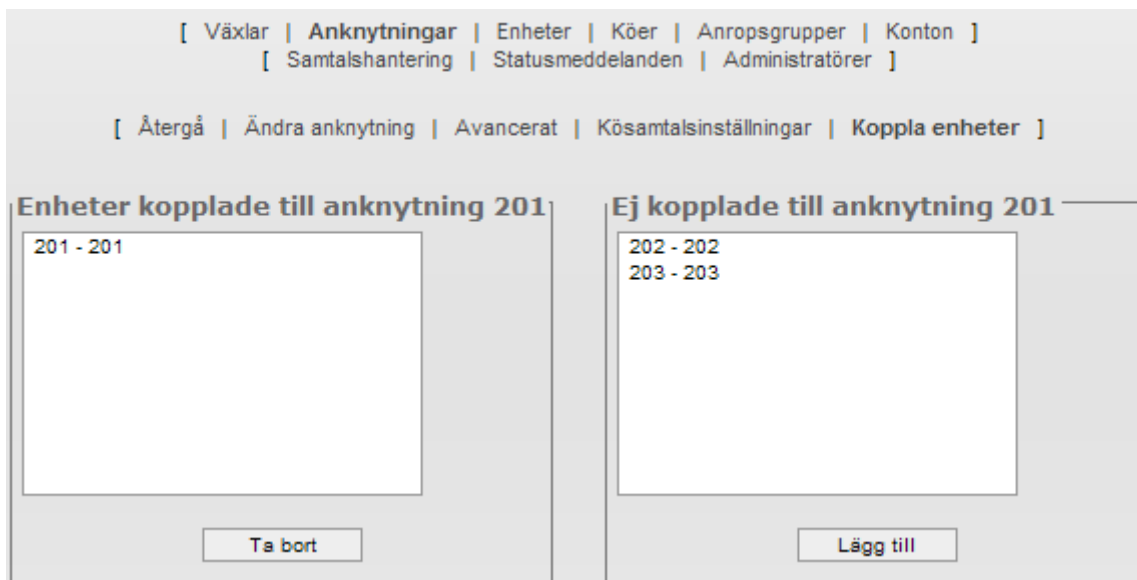 [ Växlar | Anknytningar | Enheter | Köer | Anropsgrupper | Konton ]
[ Samtalshantering | Statusmeddelanden | Administratörer ]
[ Återgå | Ändra anknytning | Avancerat | Kösamtalsinställningar | Koppla enheter ]
Enheter kopplade till anknytning 201
201 - 201
Ta bort
Ej kopplade till anknytning 201
202 - 202
203 - 203
Lägg till